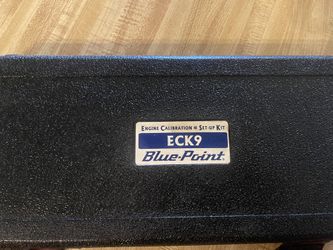 Engine Calibration & Set-Up Kit
ECK9
Blue-Point